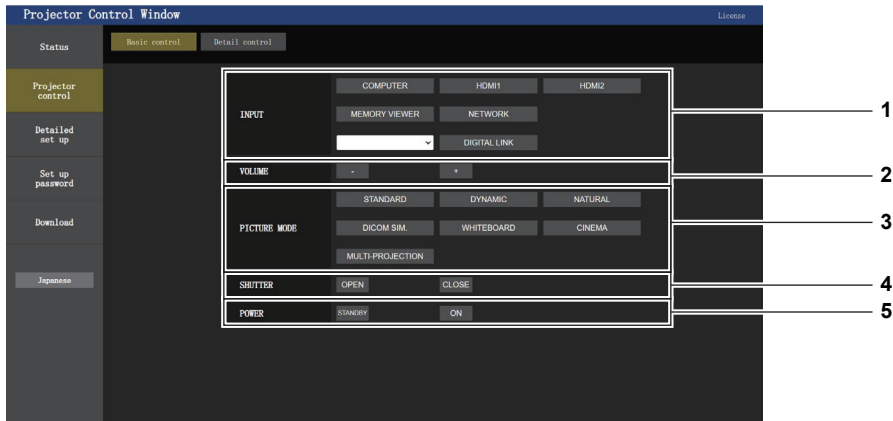 Projector Control Window
License
Status
Basic control
Detail control
Projector
control
Detailed
set up
Set up
password
Download
Japanese
INPUT
COMPUTER
HDMI1
HDMI2
MEMORY VIEWER
NETWORK
DIGITAL LINK
1
VOLUME
-
+
2
PICTURE MODE
STANDARD
DYNAMIC
NATURAL
DICOM SIM.
WHITEBOARD
CINEMA
MULTI-PROJECTION
3
SHUTTER
OPEN
CLOSE
4
POWER
STANDBY
ON
5